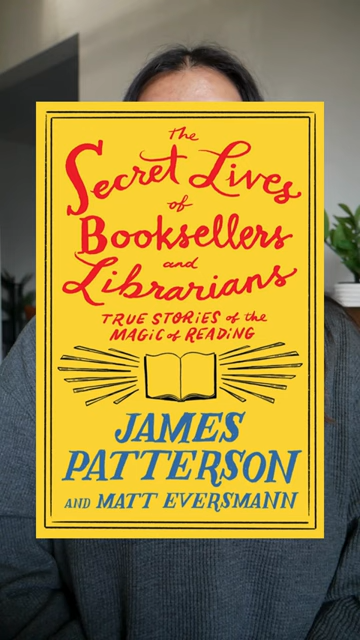 The
Secret Lives
of
Booksellers
and
Librarians
TRUE STORIES of the
MAGIC of READING
JAMES
PATTERSON
AND MATT EVERSMANN